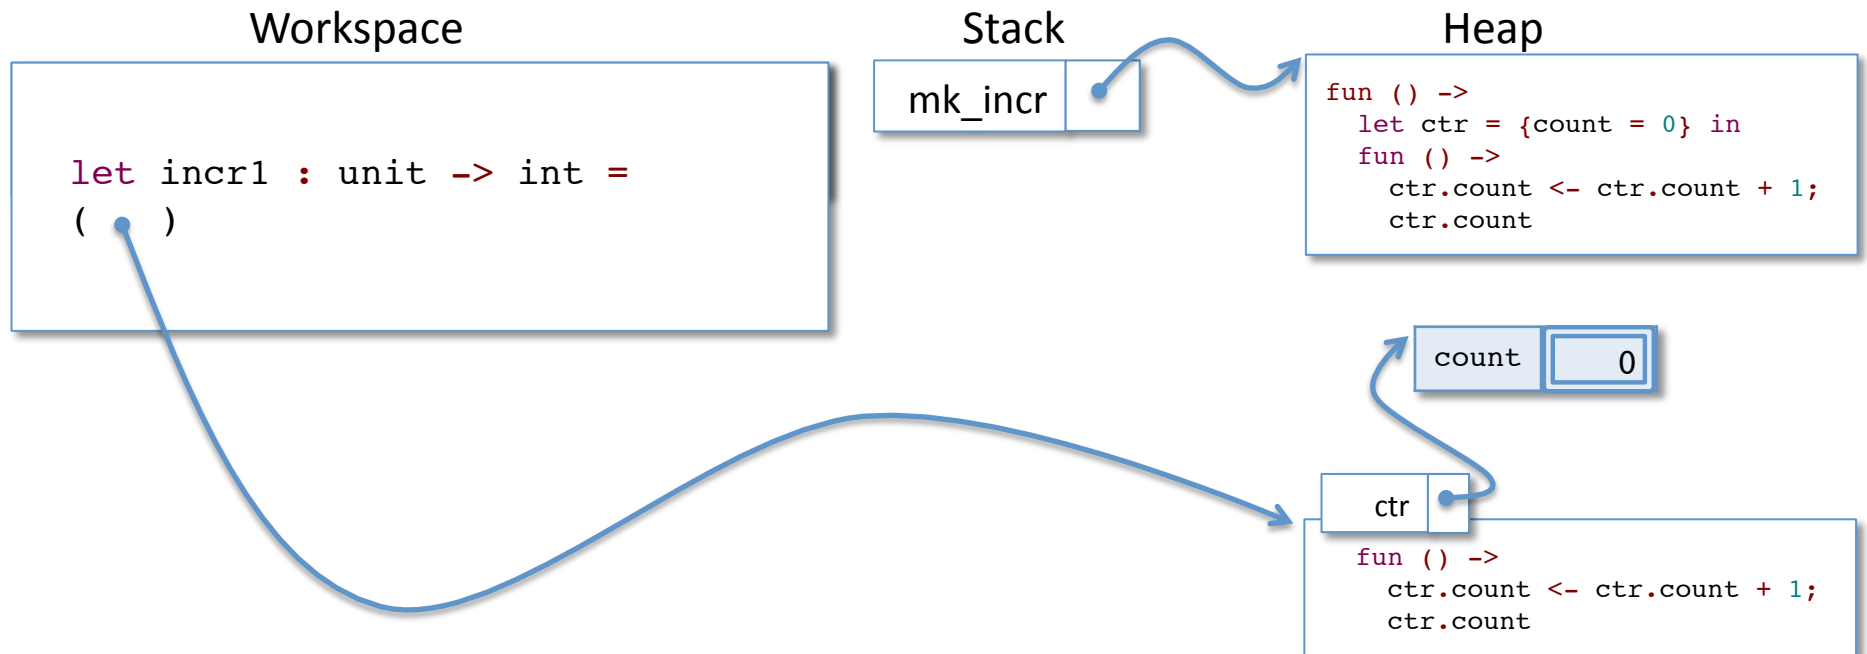 Workspace
Stack
Heap
let incr1 : unit -> int =
( )
mk_incr
fun () ->
let ctr = {count = 0} in
fun () ->
ctr.count <- ctr.count + 1;
ctr.count
count 0
ctr
fun () ->
ctr.count <- ctr.count + 1;
ctr.count